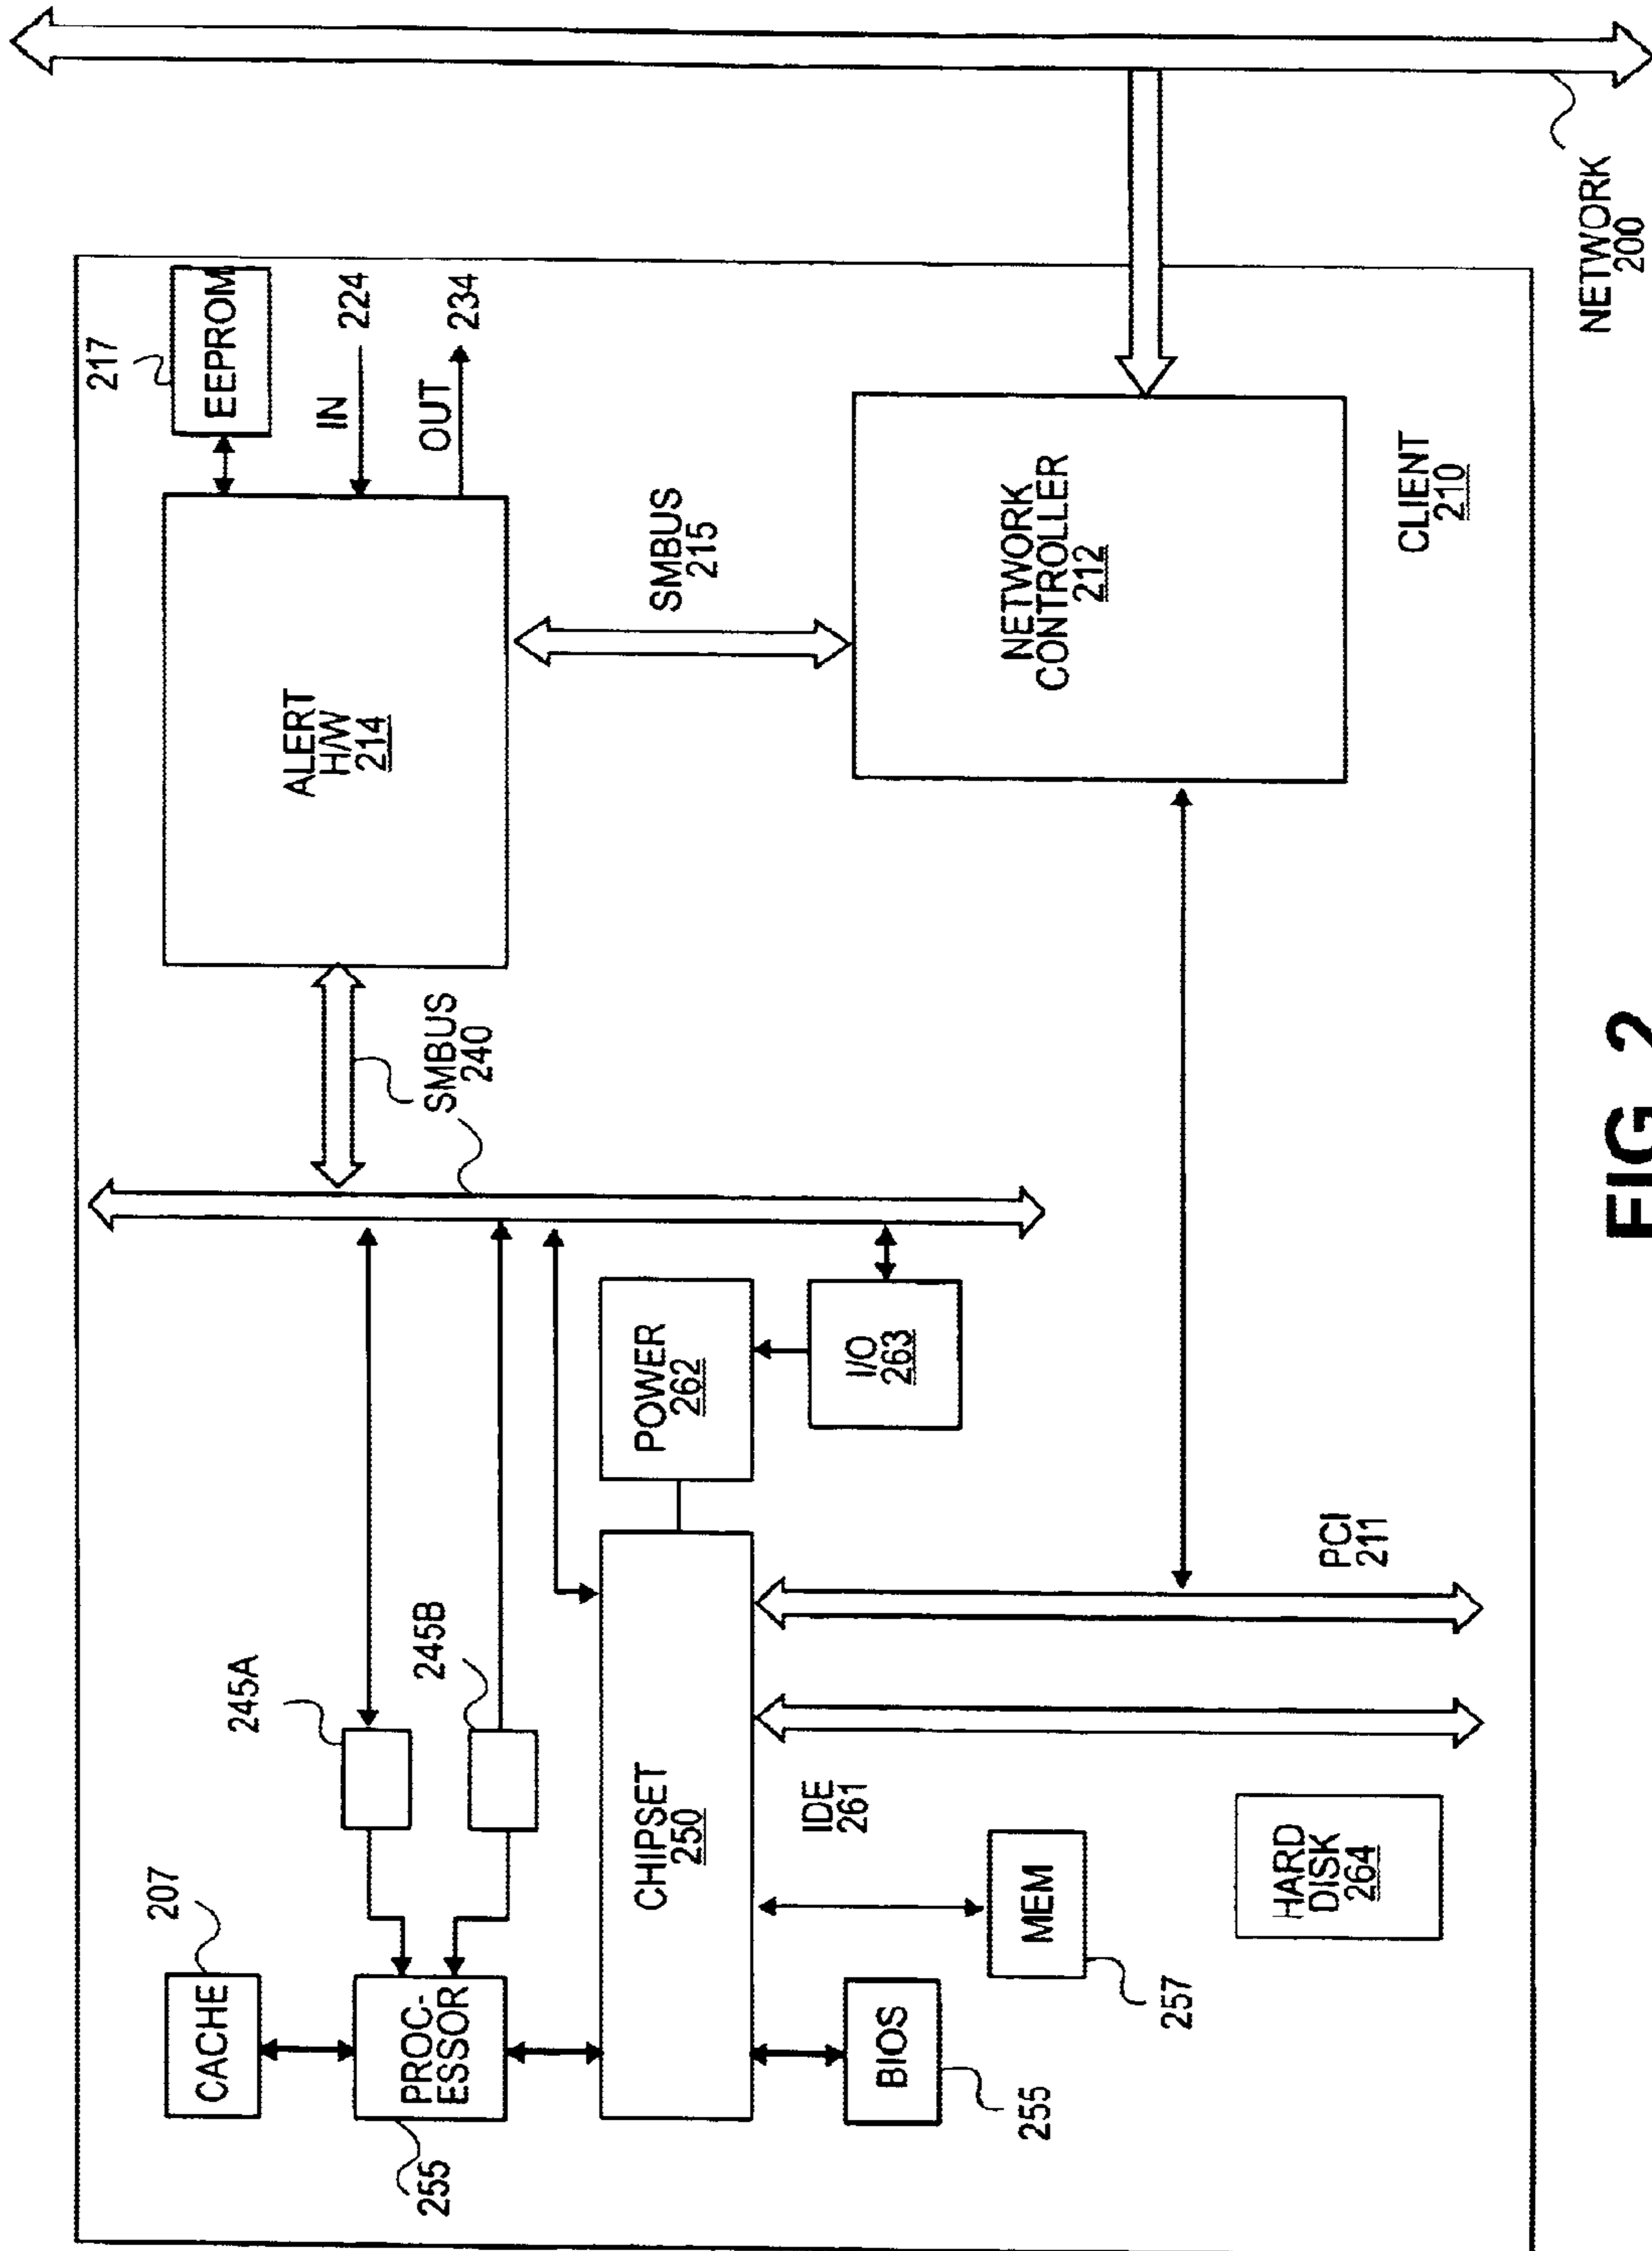 CACHE
207
PROC-
ESSOR
255
245A
245B
CHIPSET
250
BIOS
255
MEM
257
IDE
261
HARD
DISK
264
PCI
211
POWER
262
I/O
263
SMBUS
240
ALERT
H/W
214
217
EEPROM
IN
224
OUT
234
SMBUS
215
NETWORK
CONTROLLER
212
CLIENT
210
NETWORK
200
FIG. 2